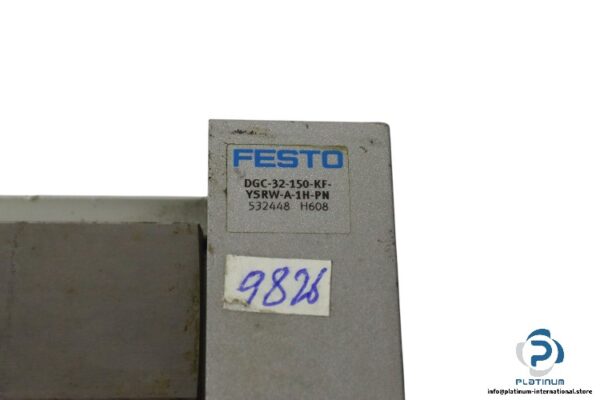 FESTO
DGC-32-150-KF-
YSRW-A-1H-PN
532448 H608
9826
PLATINUM
info@platinum-international.store